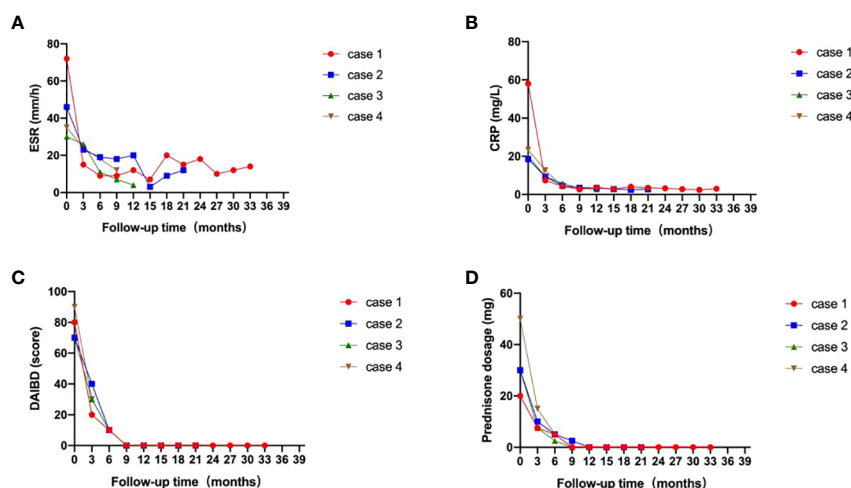 A
ESR (mm/h)
80
60
40
20
0
0 3 6 9 12 15 18 21 24 27 30 33 36 39
Follow-up time（months）
case 1
case 2
case 3
case 4
B
CRP (mg/L)
80
60
40
20
0
0 3 6 9 12 15 18 21 24 27 30 33 36 39
Follow-up time（months）
case 1
case 2
case 3
case 4
C
DAIBD (score)
100
80
60
40
20
0
0 3 6 9 12 15 18 21 24 27 30 33 36 39
Follow-up time（months）
case 1
case 2
case 3
case 4
D
Prednisone dosage (mg)
60
40
20
0
0 3 6 9 12 15 18 21 24 27 30 33 36 39
Follow-up time（months）
case 1
case 2
case 3
case 4